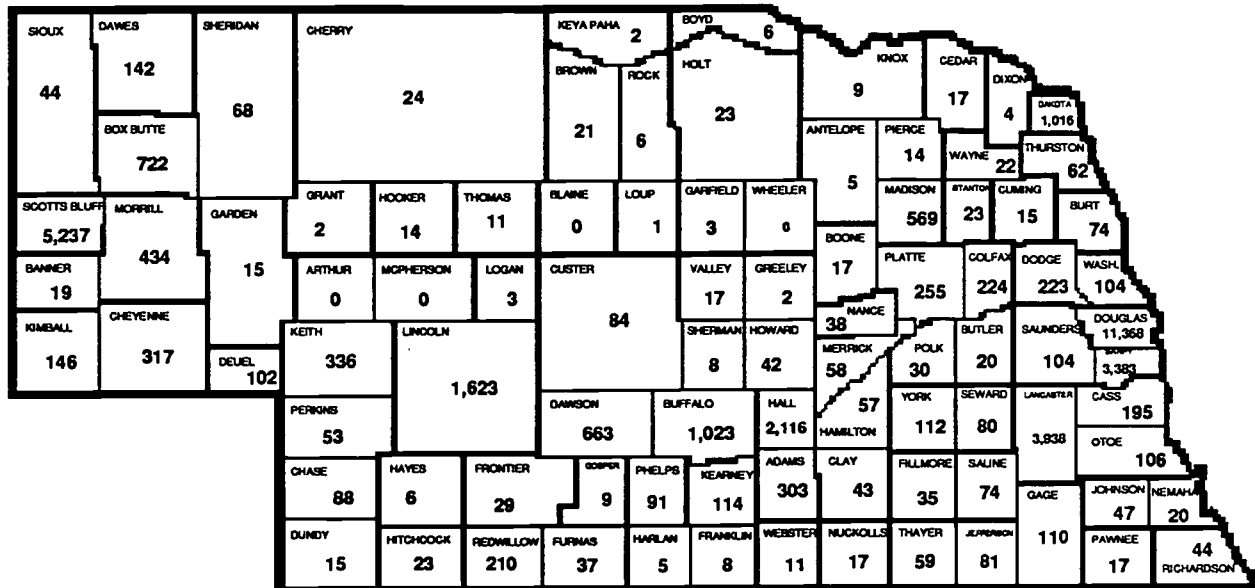 SIOUX
44
DAWES
142
SHERIDAN
68
CHERRY
24
KEYA PAHA
2
BOYD
6
BROWN
21
ROCK
6
HOLT
23
KNOX
9
CEDAR
17
DIXON
4
DAKOTA
1,016
BOX BUTTE
722
ANTELOPE
5
PIERCE
14
WAYNE
22
THURSTON
62
SCOTTS BLUFF
5,237
MORRILL
434
GARDEN
15
GRANT
2
HOOKER
14
THOMAS
11
BLAINE
0
LOUP
1
GARFIELD
3
WHEELER
0
MADISON
569
STANTON
23
CUMING
15
BURT
74
BANNER
19
ARTHUR
0
MCPHERSON
0
LOGAN
3
CUSTER
84
VALLEY
17
GREELEY
2
BOONE
17
PLATTE
255
COLFAX
224
DODGE
223
WASH.
104
KIMBALL
146
CHEYENNE
317
DEUEL
102
KEITH
336
LINCOLN
1,623
SHERMAN
8
HOWARD
42
NANCE
38
MERRICK
58
POLK
30
BUTLER
20
SAUNDERS
104
DOUGLAS
11,368
3,383
PERKINS
53
DAWSON
663
BUFFALO
1,023
HALL
2,116
57
HAMILTON
YORK
112
SEWARD
80
LANCASTER
3,938
CASS
195
OTOE
106
CHASE
88
HAYES
6
FRONTIER
29
GOSPER
9
PHELPS
91
KEARNEY
114
ADAMS
303
CLAY
43
FILLMORE
35
SALINE
74
GAGE
110
JOHNSON
47
NEMAHA
20
DUNDY
15
HITCHCOCK
23
REDWILLOW
210
FURNAS
37
HARLAN
5
FRANKLIN
8
WEBSTER
11
NUCKOLLS
17
THAYER
59
JEFFERSON
81
PAWNEE
17
44
RICHARDSON